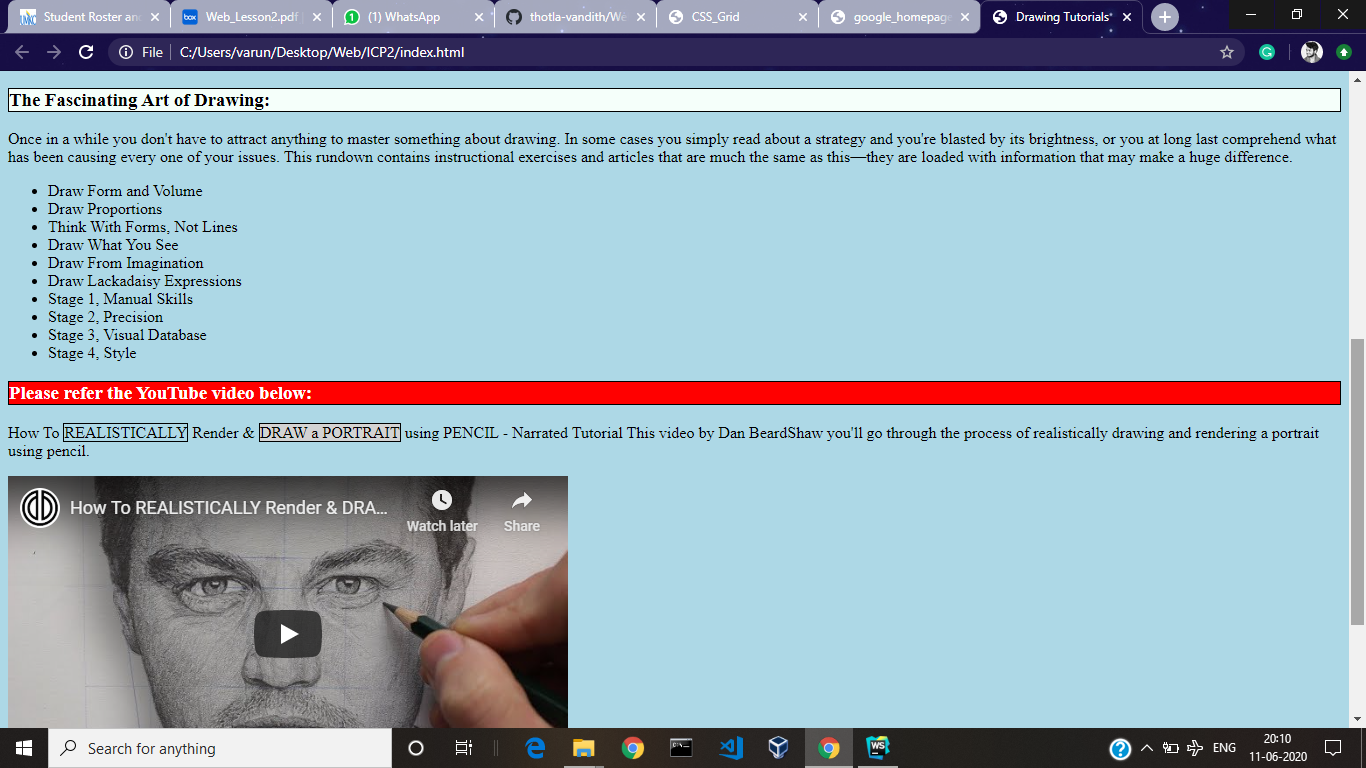 Student Roster an
Web_Lesson2.pdf
(1) WhatsApp
thotla-vandith/We
CSS_Grid
google_homepage
Drawing Tutorials"
File
C:/Users/varun/Desktop/Web/ICP2/index.html
The Fascinating Art of Drawing:
Once in a while you don't have to attract anything to master something about drawing. In some cases you simply read about a strategy and you're blasted by its brightness, or you at long last comprehend what
has been causing every one of your issues. This rundown contains instructional exercises and articles that are much the same as this—they are loaded with information that may make a huge difference.
• Draw Form and Volume
• Draw Proportions
• Think With Forms, Not Lines
• Draw What You See
• Draw From Imagination
• Draw Lackadaisy Expressions
• Stage 1, Manual Skills
• Stage 2, Precision
• Stage 3, Visual Database
• Stage 4, Style
Please refer the YouTube video below:
How To REALISTICALLY Render & DRAW a PORTRAIT using PENCIL - Narrated Tutorial This video by Dan BeardShaw you'll go through the process of realistically drawing and rendering a portrait
using pencil.
How To REALISTICALLY Render & DRA...
Watch later
Share
Search for anything
ENG
20:10
11-06-2020